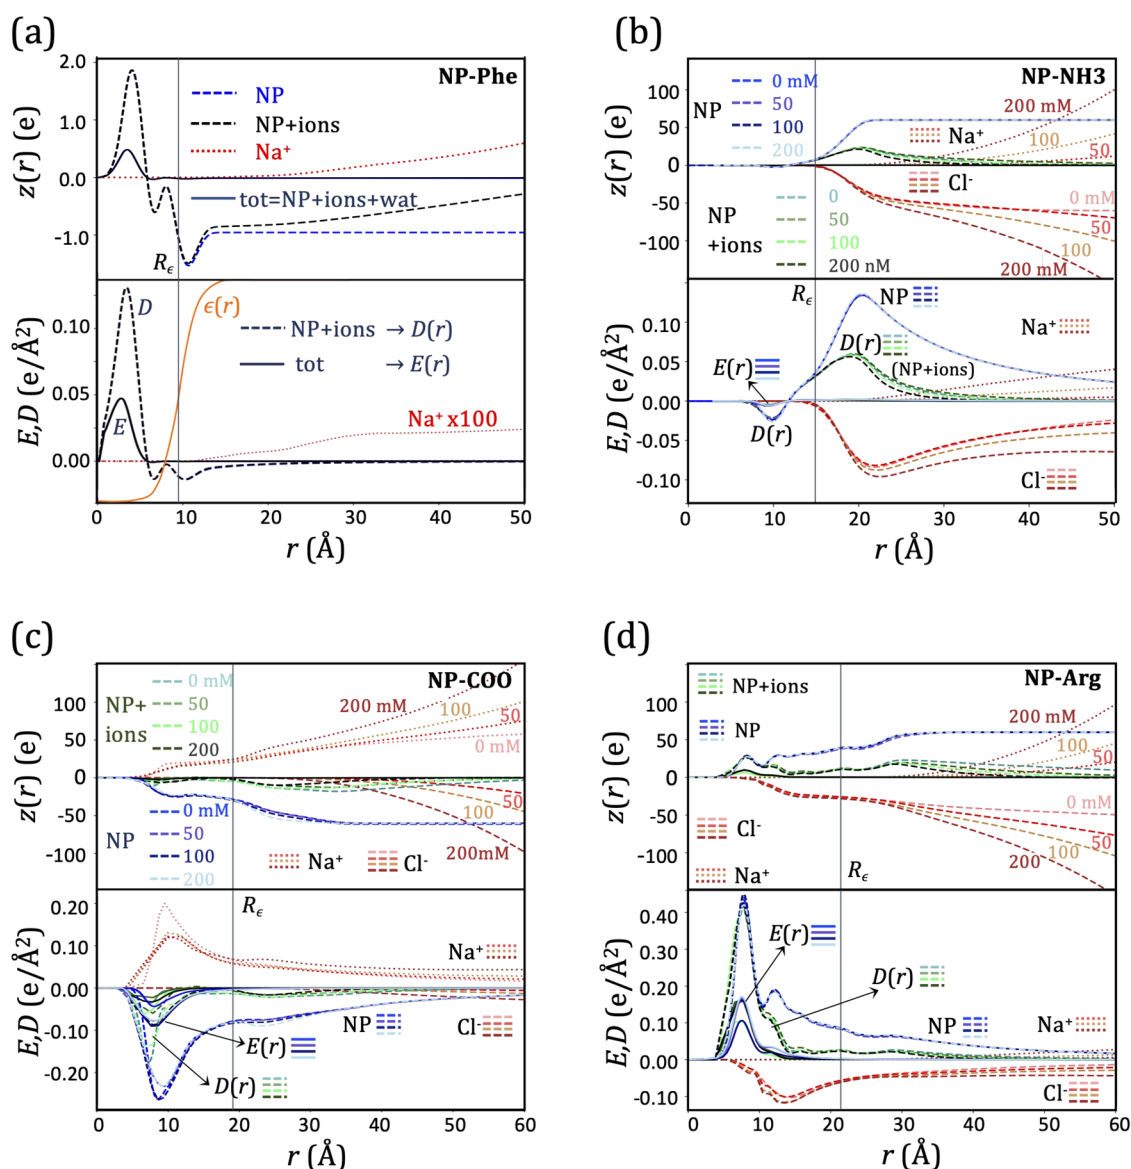 (a)
NP-Phe
2.0
1.0
0.0
-1.0
z(r) (e)
NP
NP+ions
Na⁺
tot=NP+ions+wat
Rϵ
0.10
0.05
0.00
E,D (e/Å²)
D
E
ϵ(r)
NP+ions → D(r)
tot → E(r)
Na⁺x100
0 10 20 30 40 50
r (Å)
(b)
NP-NH3
100
50
0
-50
-100
z(r) (e)
NP
0 mM
50
100
200
200 mM
Na⁺
100
50
Cl⁻
0 mM
50
100
200 mM
NP
+ions
0
50
100
200 nM
Rϵ
0.10
0.05
0.00
-0.05
-0.10
E,D (e/Å²)
NP
Na⁺
E(r)
D(r)
(NP+ions)
D(r)
Cl⁻
0 10 20 30 40 50
r (Å)
(c)
NP-COO
100
50
0
-50
-100
z(r) (e)
NP+
ions
0 mM
50
100
200
200 mM
100
50
0 mM
NP
0 mM
50
100
200
Na⁺
Cl⁻
50
100
200mM
Rϵ
0.20
0.10
0.00
-0.10
-0.20
E,D (e/Å²)
Na⁺
E(r)
NP
Cl⁻
D(r)
0 10 20 30 40 50 60
r (Å)
(d)
NP-Arg
100
50
0
-50
-100
z(r) (e)
NP+ions
NP
200 mM
100
50
Cl⁻
Na⁺
0 mM
50
100
200
Rϵ
0.40
0.30
0.20
0.10
0.00
-0.10
E,D (e/Å²)
E(r)
D(r)
NP
Na⁺
Cl⁻
0 10 20 30 40 50 60
r (Å)